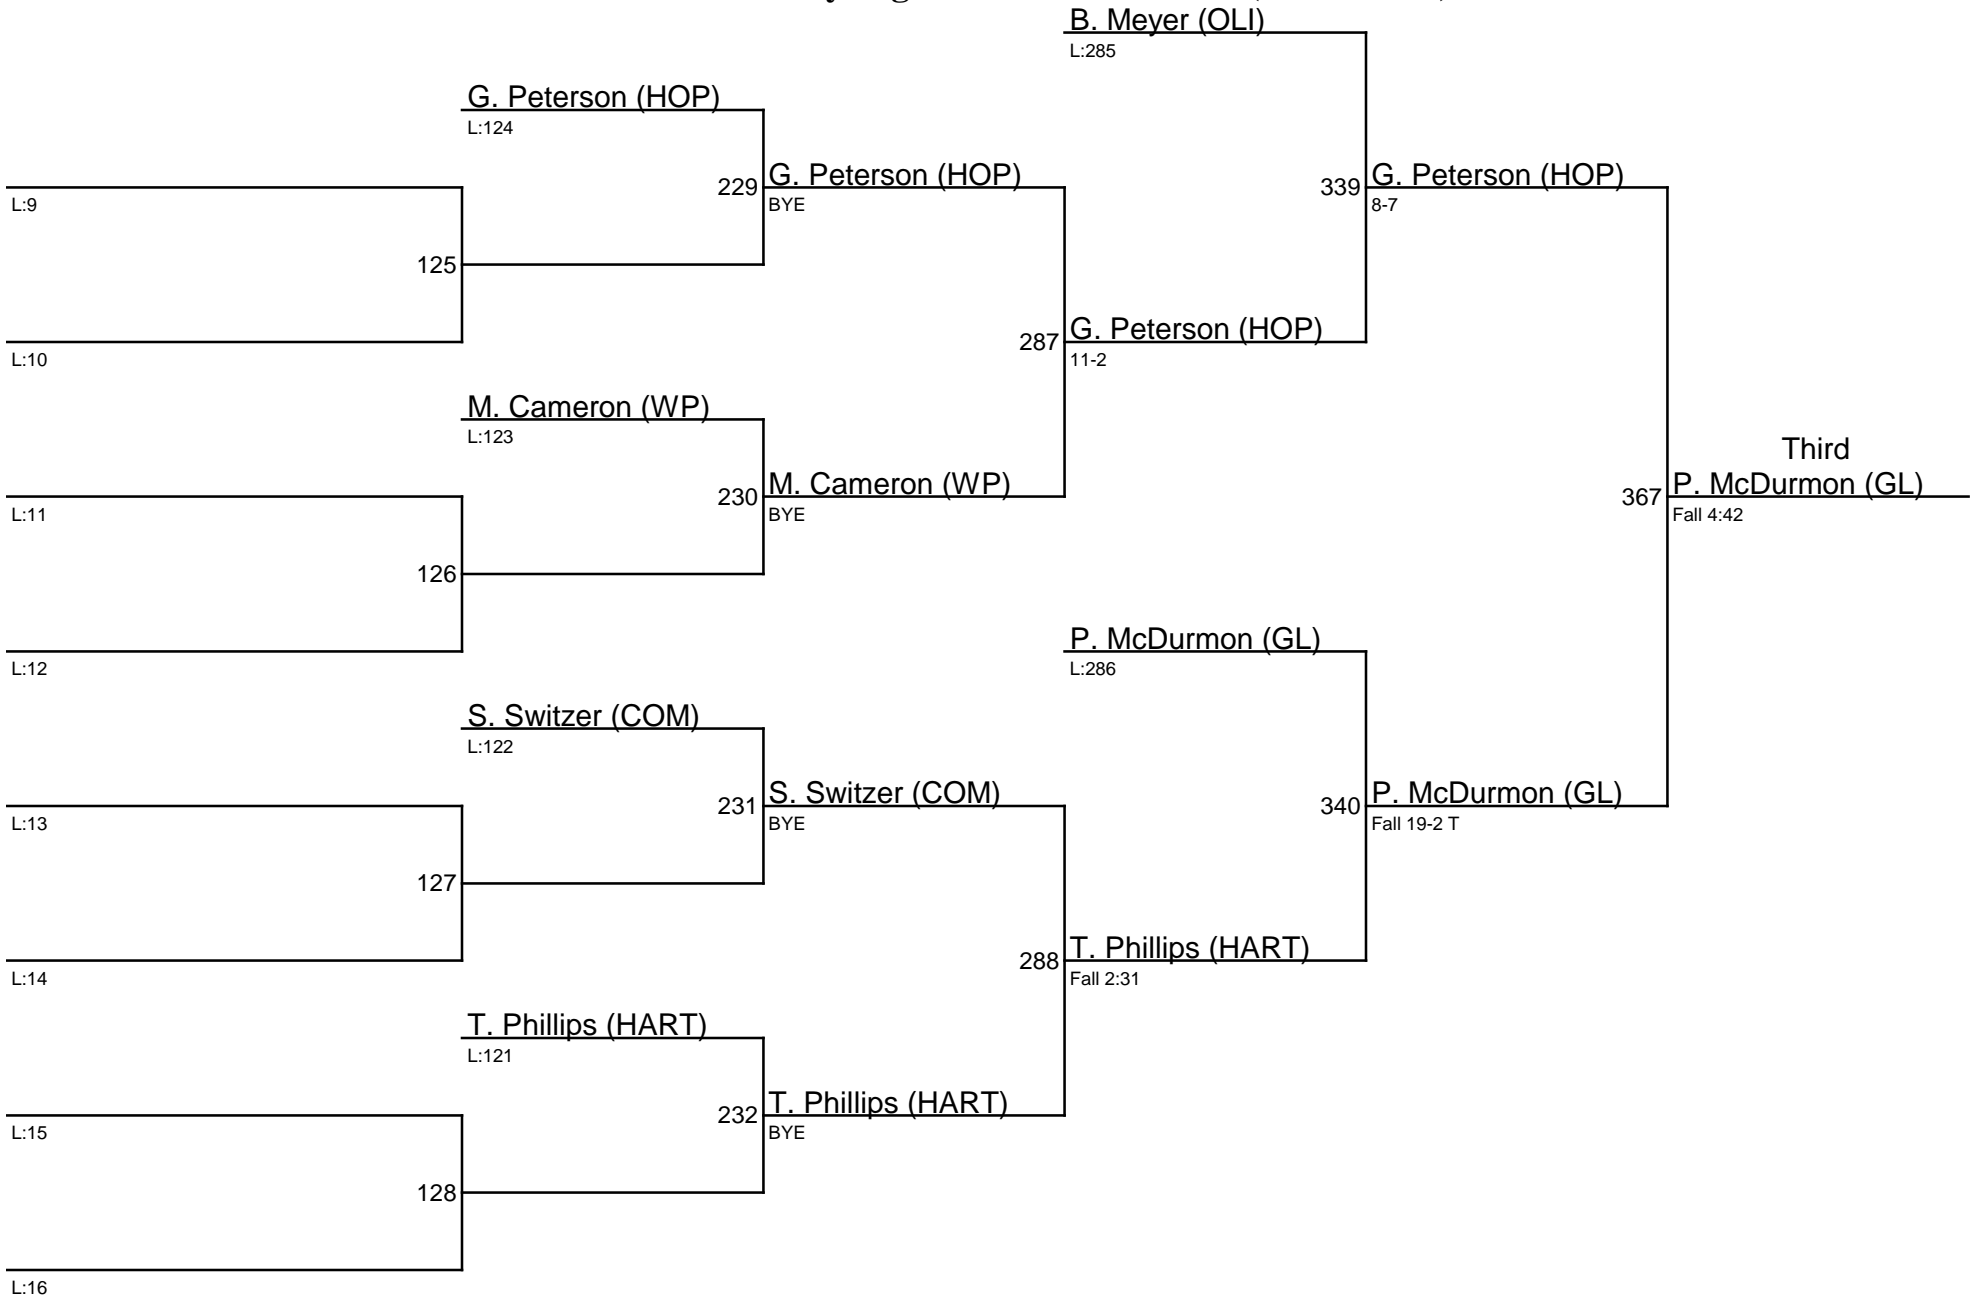 B. Meyer (OLI)
L:285
G. Peterson (HOP)
L:124
229
G. Peterson (HOP)
BYE
339
G. Peterson (HOP)
8-7
L:9
125
287
G. Peterson (HOP)
11-2
L:10
M. Cameron (WP)
L:123
Third
230
M. Cameron (WP)
BYE
367
P. McDurmon (GL)
Fall 4:42
L:11
126
P. McDurmon (GL)
L:286
L:12
S. Switzer (COM)
L:122
231
S. Switzer (COM)
BYE
340
P. McDurmon (GL)
Fall 19-2 T
L:13
127
288
T. Phillips (HART)
Fall 2:31
L:14
T. Phillips (HART)
L:121
232
T. Phillips (HART)
BYE
L:15
128
L:16